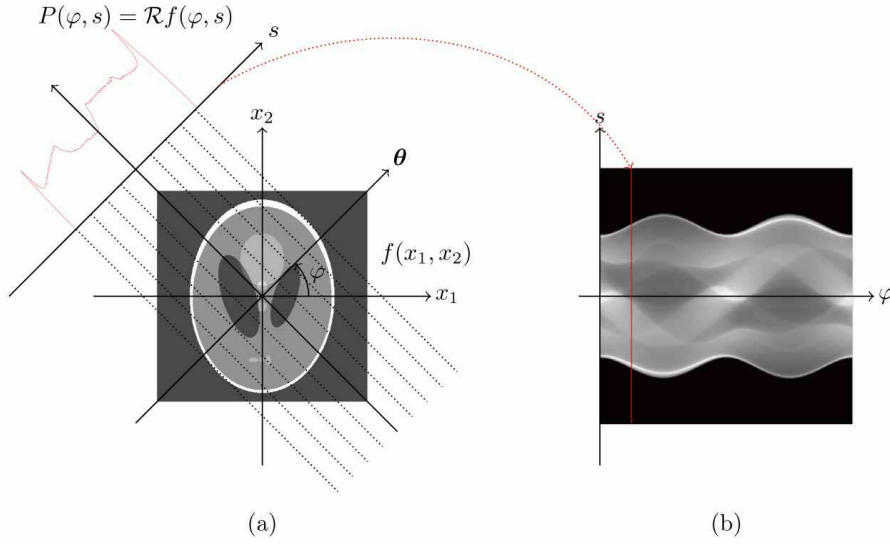 P(φ, s) = ℛf(φ, s)
s
x₂
θ
f(x₁, x₂)
φ
x₁
s
φ
(a)
(b)